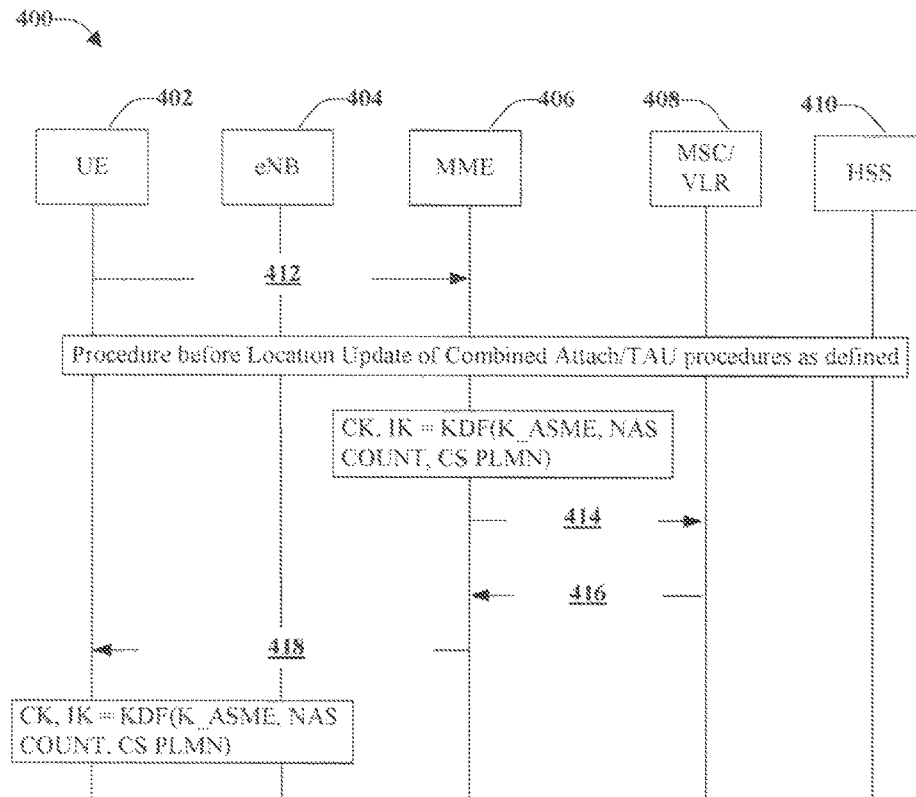 400
402
404
406
408
410
UE
eNB
MME
MSC/
VLR
HSS
412
Procedure before Location Update of Combined Attach/TAU procedures as defined
CK, IK = KDF(K_ASME, NAS
COUNT, CS PLMN)
414
416
418
CK, IK = KDF(K_ASME, NAS
COUNT, CS PLMN)